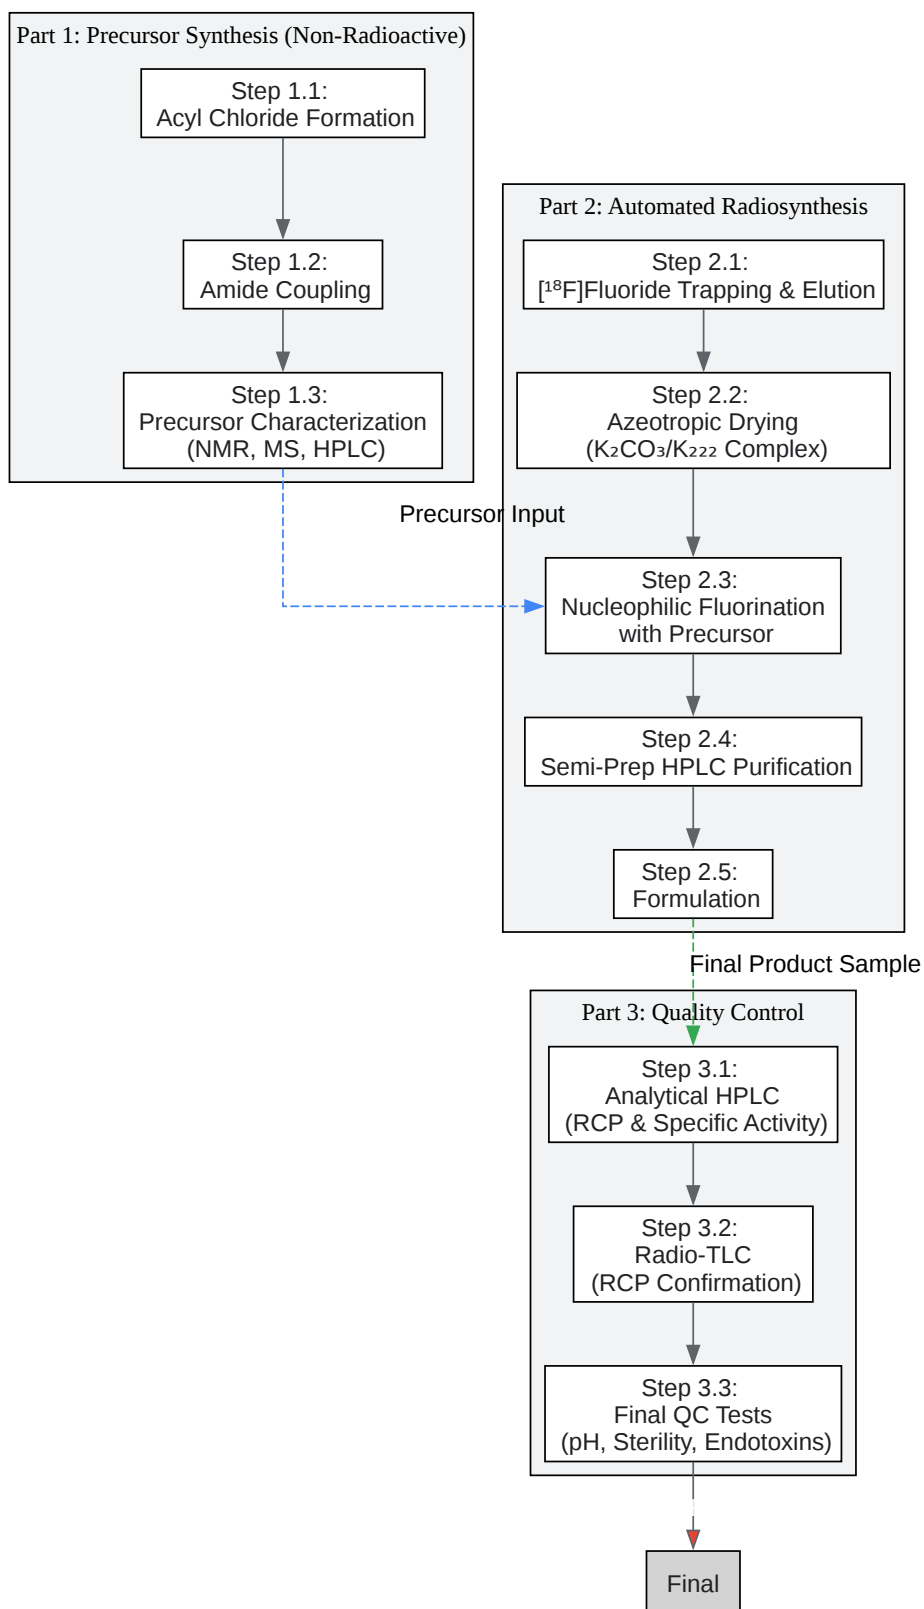 Part 1: Precursor Synthesis (Non-Radioactive)
Step 1.1:
Acyl Chloride Formation
Step 1.2:
Amide Coupling
Step 1.3:
Precursor Characterization
(NMR, MS, HPLC)
Precursor Input
Part 2: Automated Radiosynthesis
Step 2.1:
[¹⁸F]Fluoride Trapping & Elution
Step 2.2:
Azeotropic Drying
(K₂CO₃/K₂₂₂ Complex)
Step 2.3:
Nucleophilic Fluorination
with Precursor
Step 2.4:
Semi-Prep HPLC Purification
Step 2.5:
Formulation
Final Product Sample
Part 3: Quality Control
Step 3.1:
Analytical HPLC
(RCP & Specific Activity)
Step 3.2:
Radio-TLC
(RCP Confirmation)
Step 3.3:
Final QC Tests
(pH, Sterility, Endotoxins)
Final